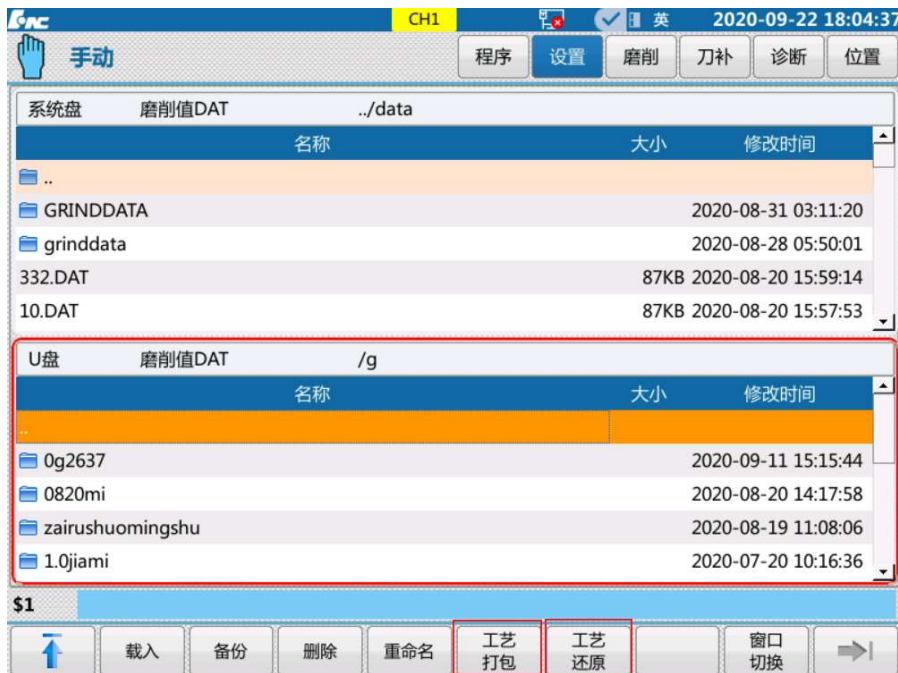 CH1 英 2020-09-22 18:04:37
手动 程序 设置 磨削 刀补 诊断 位置
系统盘 磨削值DAT ../data
名称 大小 修改时间
..
GRINDDATA 2020-08-31 03:11:20
grinddata 2020-08-28 05:50:01
332.DAT 87KB 2020-08-20 15:59:14
10.DAT 87KB 2020-08-20 15:57:53
U盘 磨削值DAT /g
名称 大小 修改时间
..
0g2637 2020-09-11 15:15:44
0820mi 2020-08-20 14:17:58
zairushuomingshu 2020-08-19 11:08:06
1.0jiami 2020-07-20 10:16:36
$1
载入 备份 删除 重命名 工艺打包 工艺还原 窗口切换